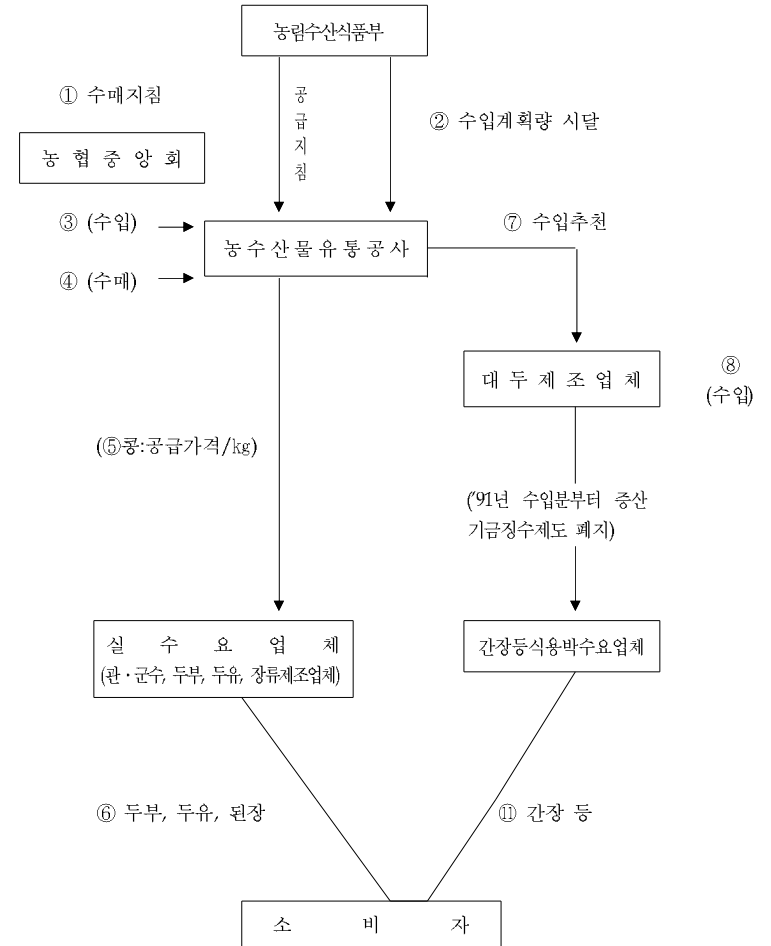 농림수산식품부
① 수매지침
공급지침
② 수입계획량 시달
농 협 중 앙 회
③ (수입)
농 수 산 물 유 통 공 사
⑦ 수입추천
④ (수매)
대 두 제 조 업 체
⑧
(수입)
(⑤콩:공급가격/㎏)
('91년 수입분부터 증산
기금징수제도 폐지)
실 수 요 업 체
(관·군수, 두부, 두유, 장류제조업체)
간장등식용박수요업체
⑥ 두부, 두유, 된장
⑪ 간장 등
소 비 자